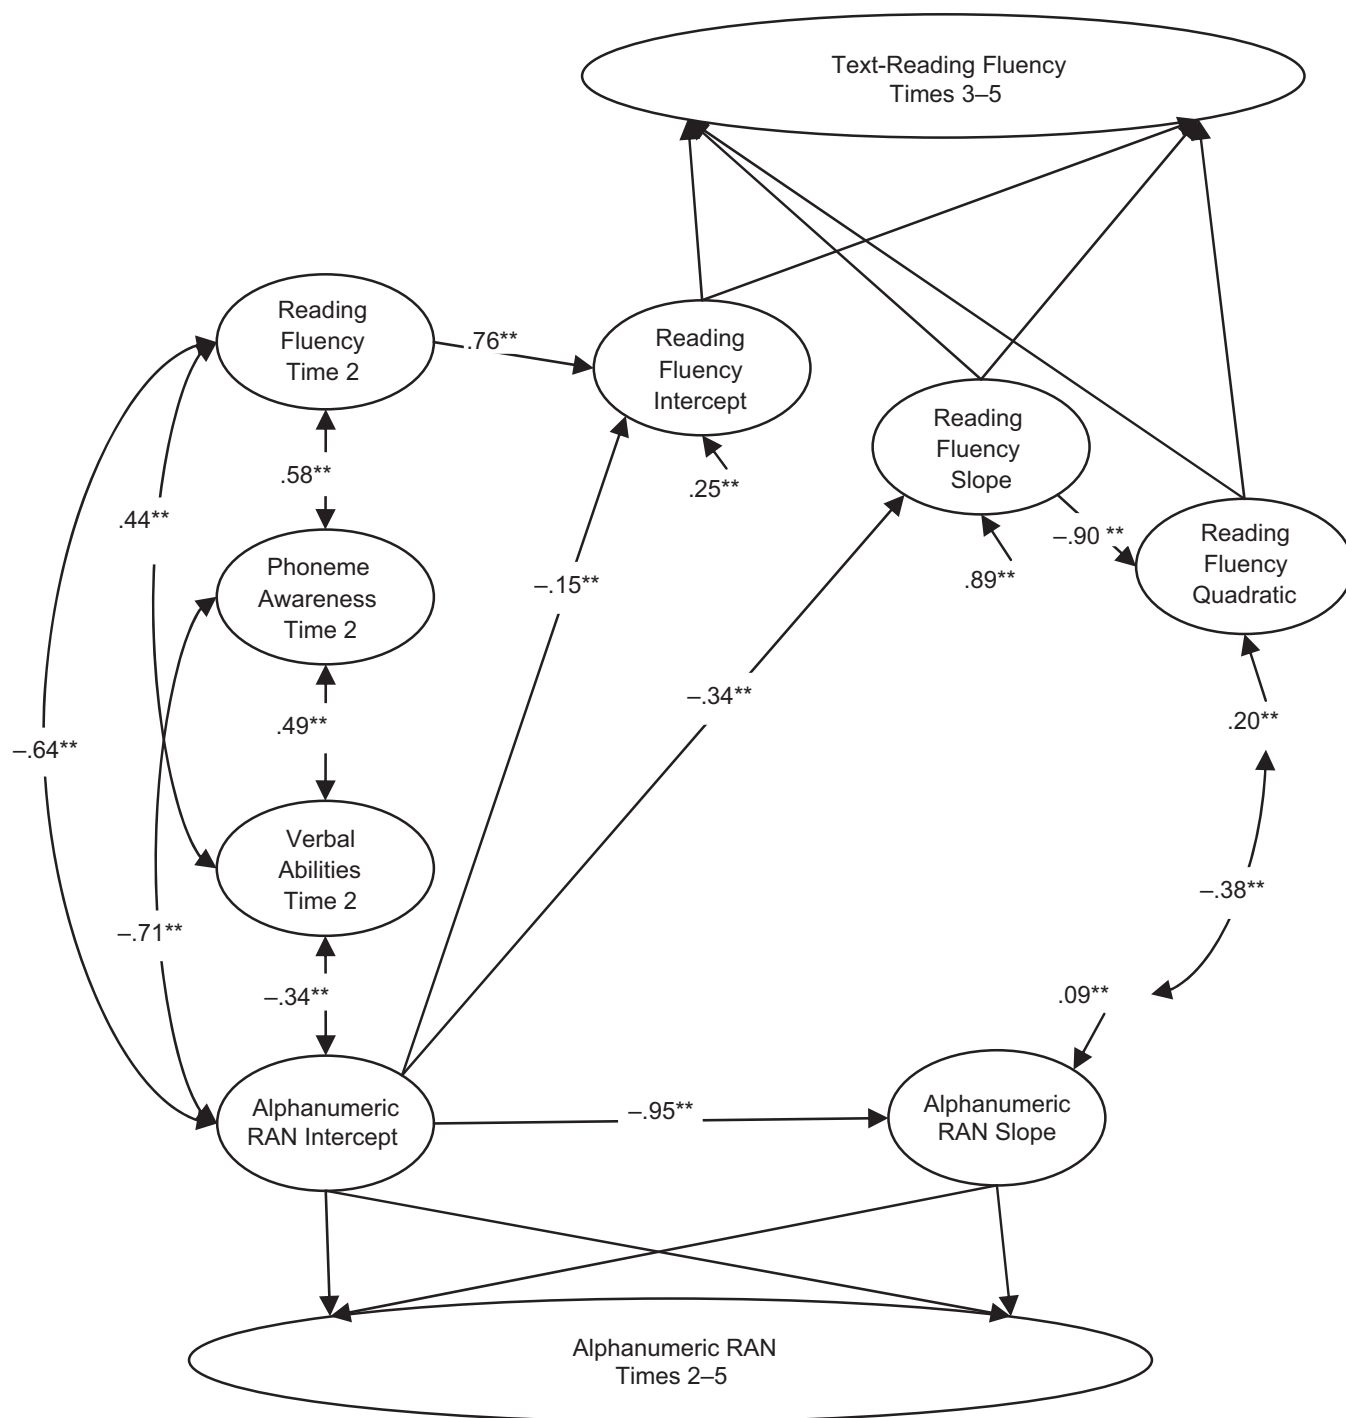 Text-Reading Fluency
Times 3–5
Reading
Fluency
Time 2
.76**
Reading
Fluency
Intercept
Reading
Fluency
Slope
.58**
.25**
.44**
–.90 **
Reading
Fluency
Quadratic
Phoneme
Awareness
Time 2
–.15**
.89**
–.34**
.49**
.20**
–.64**
Verbal
Abilities
Time 2
–.38**
–.71**
–.34**
.09**
Alphanumeric
RAN Intercept
–.95**
Alphanumeric
RAN Slope
Alphanumeric RAN
Times 2–5